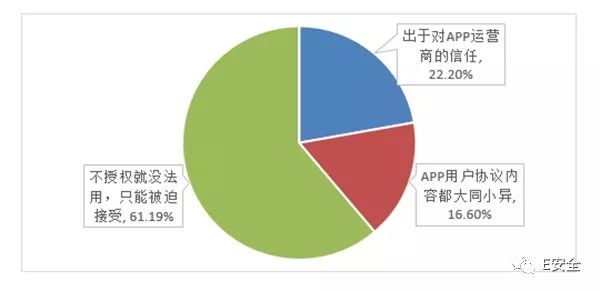 出于对APP运营
商的信任,
22.20%
不授权就没法
用，只能被迫
接受, 61.19%
APP用户协议内
容都大同小异,
16.60%
E安全